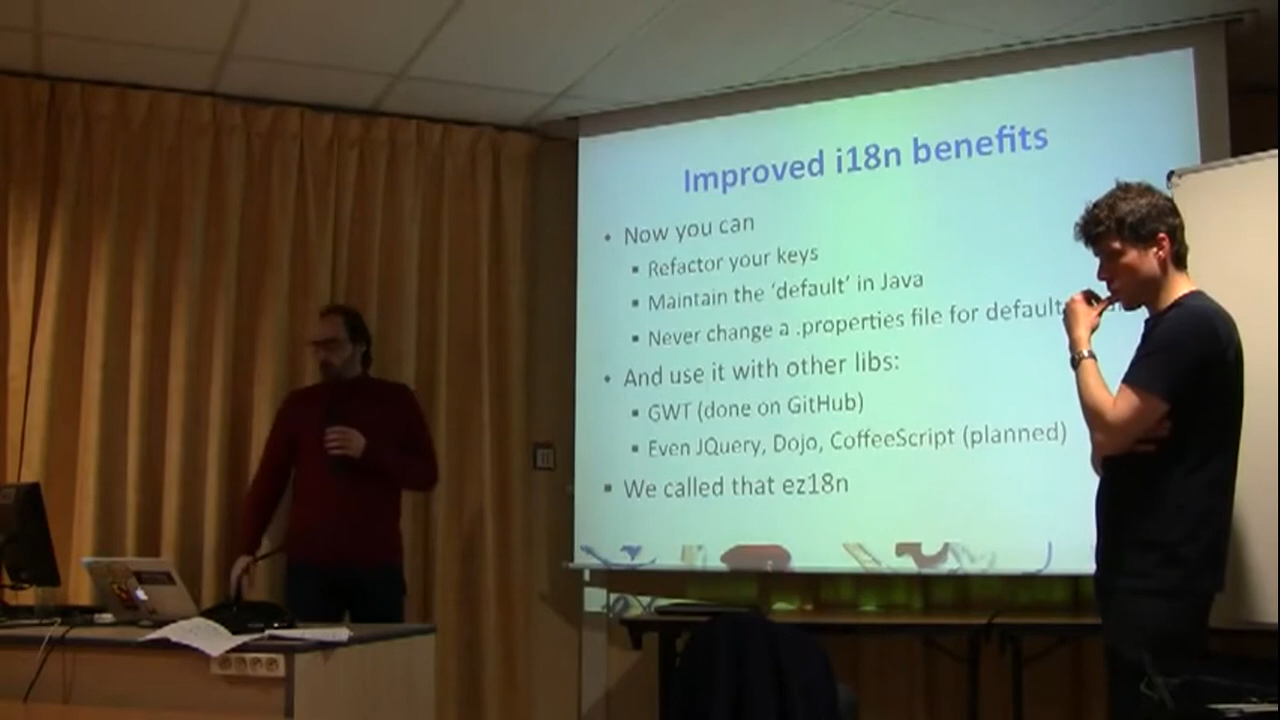 Improved i18n benefits
• Now you can
▪ Refactor your keys
▪ Maintain the ‘default’ in Java
▪ Never change a .properties file for default
• And use it with other libs:
▪ GWT (done on GitHub)
▪ Even JQuery, Dojo, CoffeeScript (planned)
▪ We called that ez18n